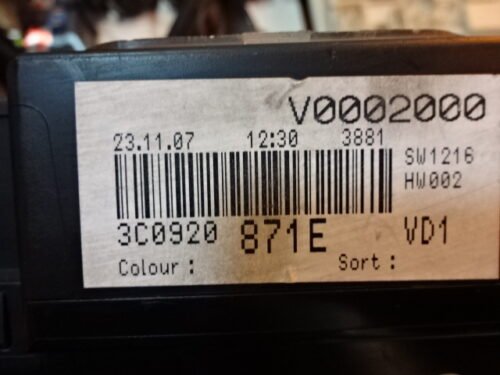 V0002000
23.11.07 12:30 3881
SW1216
HW002
3C0920 871E VD1
Colour : Sort :